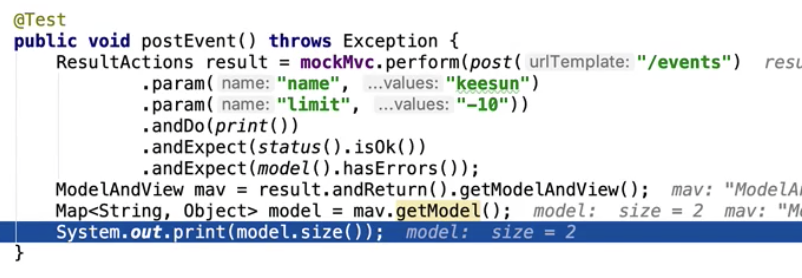 @Test
public void postEvent() throws Exception {
ResultActions result = mockMvc.perform(post( urlTemplate: "/events") resu
.param( name: "name", ...values: "keesun")
.param( name: "limit", ...values: "-10"))
.andDo(print())
.andExpect(status().isOk())
.andExpect(model().hasErrors());
ModelAndView mav = result.andReturn().getModelAndView(); mav: "ModelA
Map<String, Object> model = mav.getModel(); model: size = 2 mav: "Mo
System.out.print(model.size()); model: size = 2
}